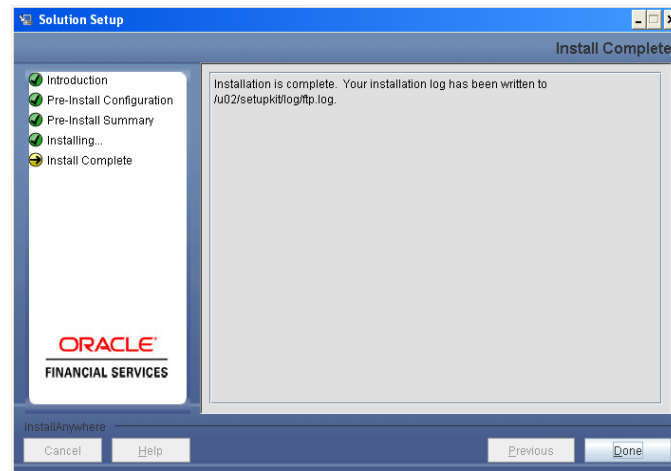 Solution Setup
Install Complete
Introduction
Pre-Install Configuration
Pre-Install Summary
Installing...
Install Complete
Installation is complete. Your installation log has been written to
/u02/setupkit/log/ftp.log.
ORACLE
FINANCIAL SERVICES
InstallAnywhere
Cancel
Help
Previous
Done